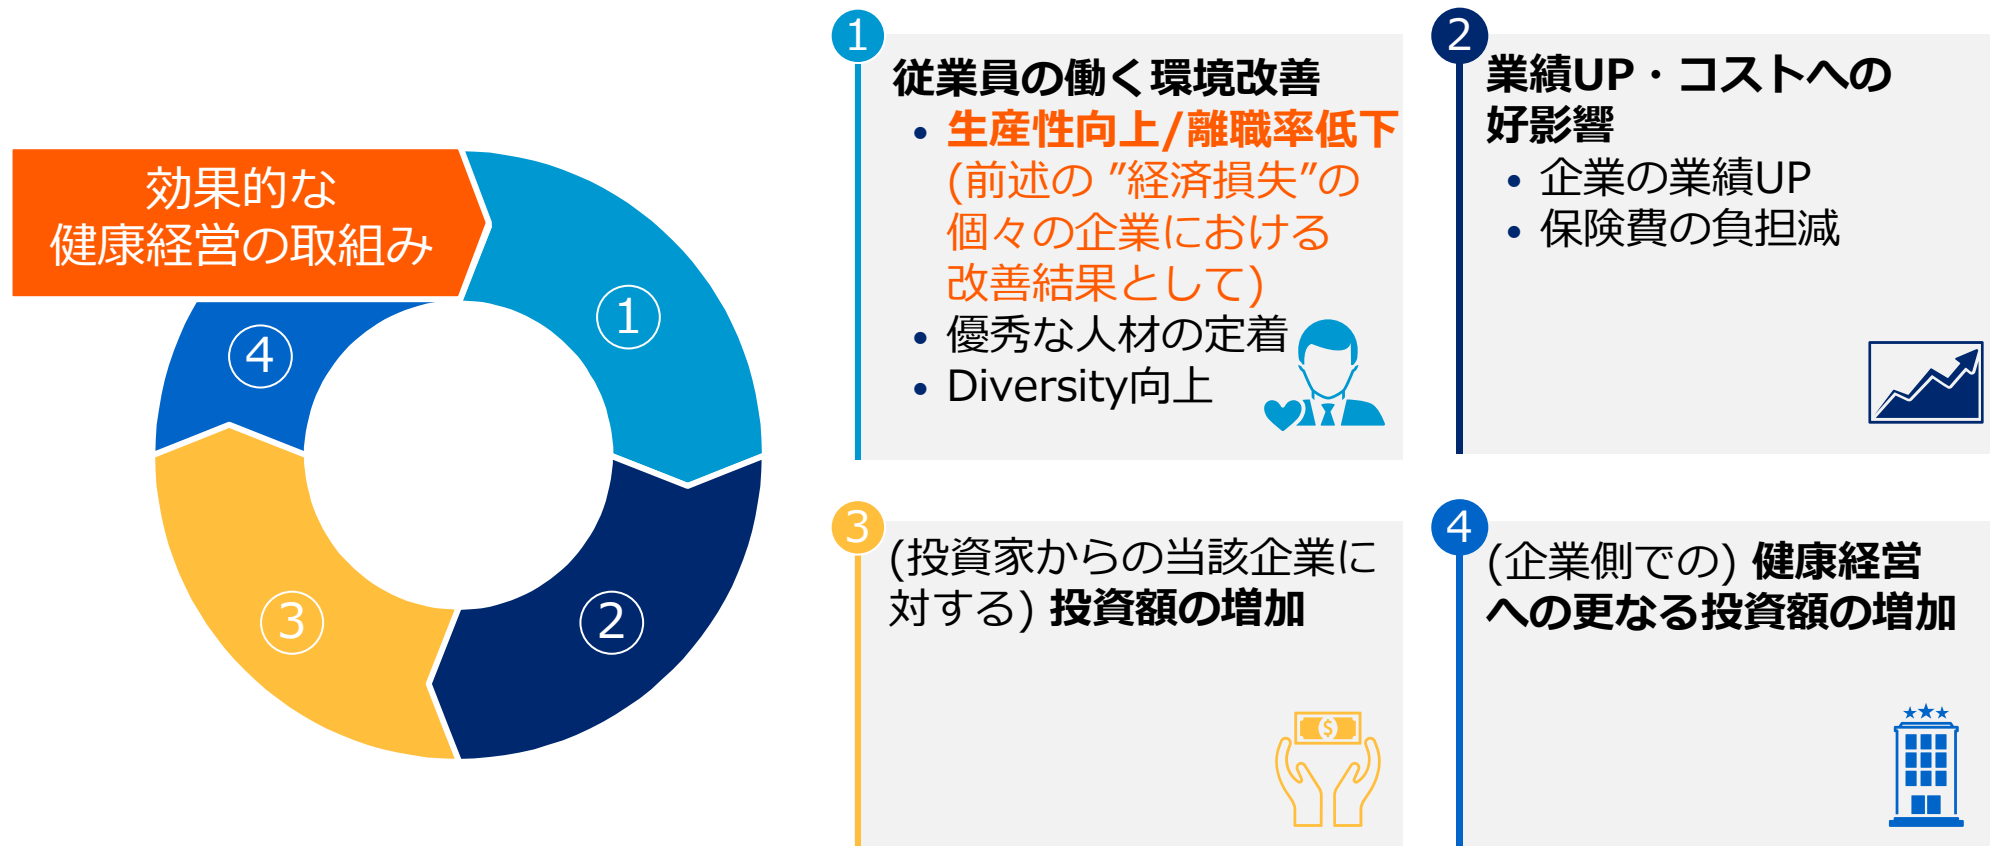 効果的な
健康経営の取組み
①
②
③
④
1
従業員の働く環境改善
• 生産性向上/離職率低下
(前述の ”経済損失”の
個々の企業における
改善結果として)
• 優秀な人材の定着
• Diversity向上
2
業績UP・コストへの
好影響
• 企業の業績UP
• 保険費の負担減
3
(投資家からの当該企業に
対する) 投資額の増加
$
4
(企業側での) 健康経営
への更なる投資額の増加